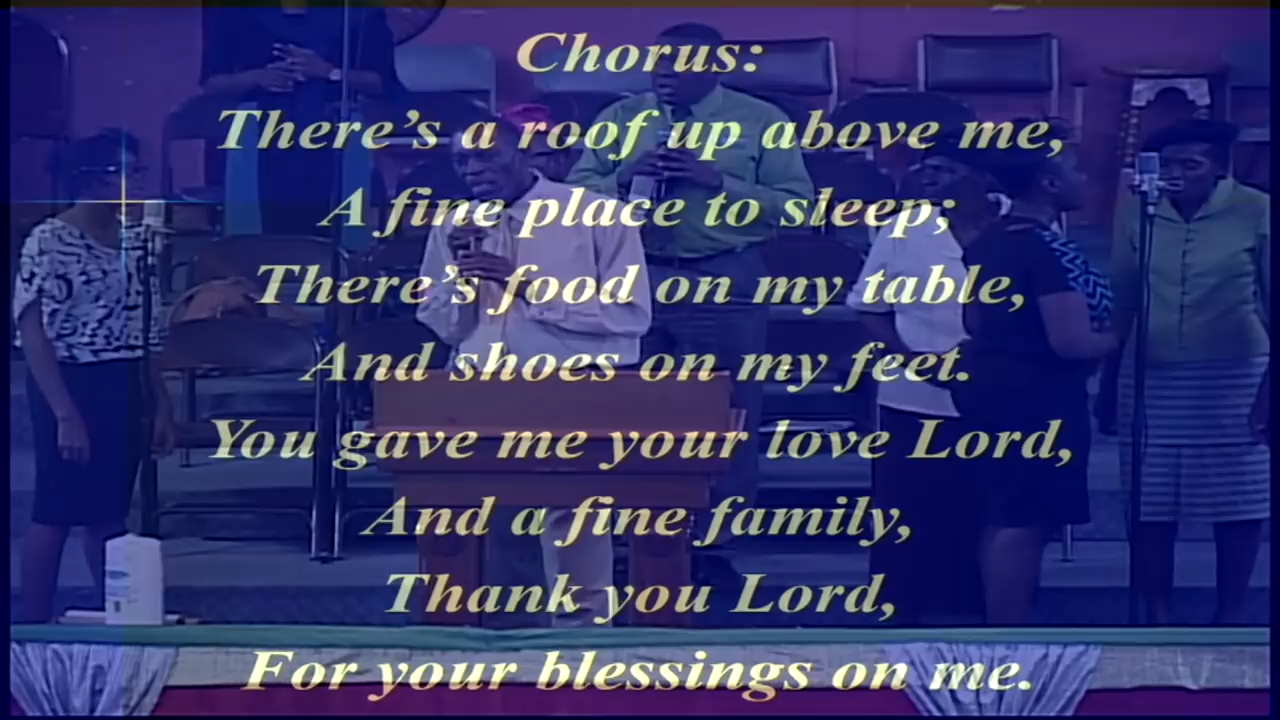 Chorus:
There's a roof up above me,
A fine place to sleep;
There's food on my table,
And shoes on my feet.
You gave me your love Lord,
And a fine family,
Thank you Lord,
For your blessings on me.